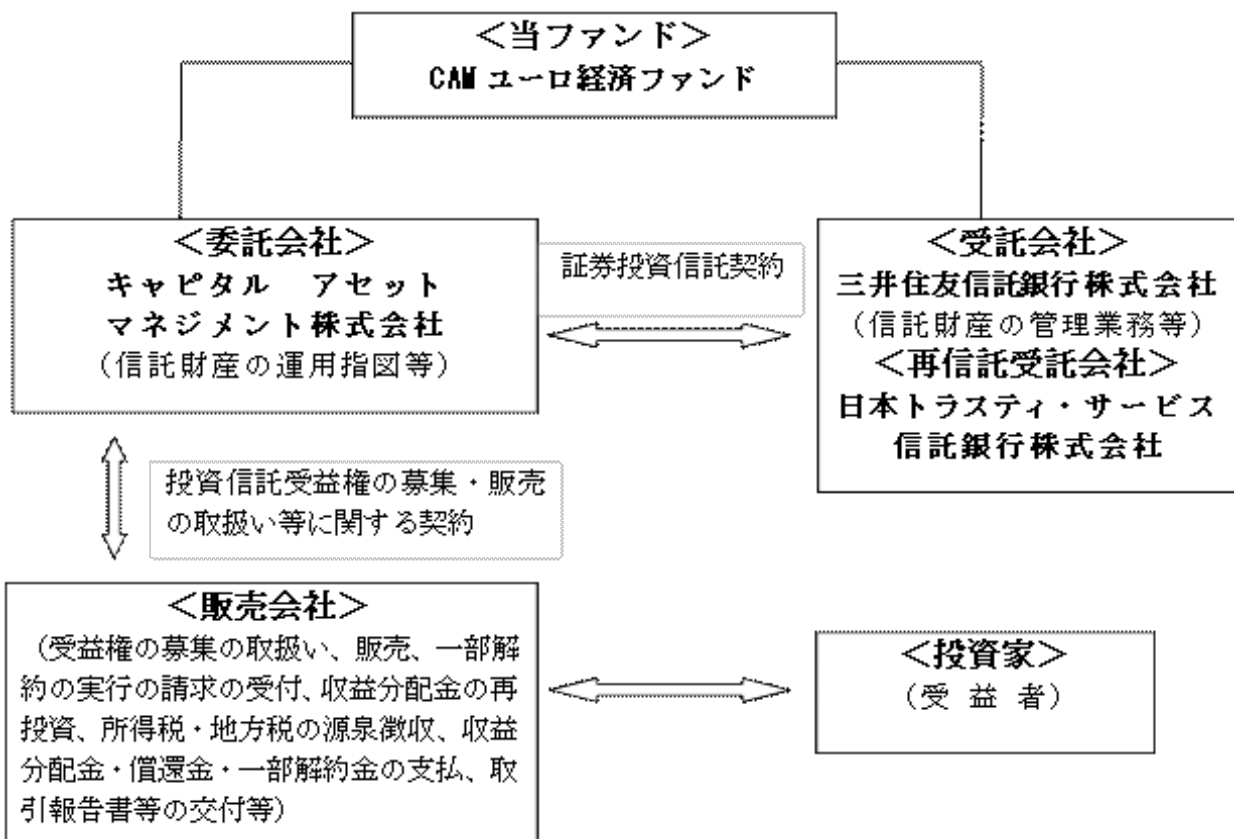 ＜当ファンド＞
CAM ユーロ経済ファンド
＜委託会社＞
キャピタル　アセット
マネジメント株式会社
（信託財産の運用指図等）
証券投資信託契約
＜受託会社＞
三井住友信託銀行株式会社
（信託財産の管理業務等）
＜再信託受託会社＞
日本トラスティ・サービス
信託銀行株式会社
投資信託受益権の募集・販売
の取扱い等に関する契約
＜販売会社＞
（受益権の募集の取扱い、販売、一部解
約の実行の請求の受付、収益分配金の再
投資、所得税・地方税の源泉徴収、収益
分配金・償還金・一部解約金の支払、取
引報告書等の交付等）
＜投資家＞
（受 益 者）